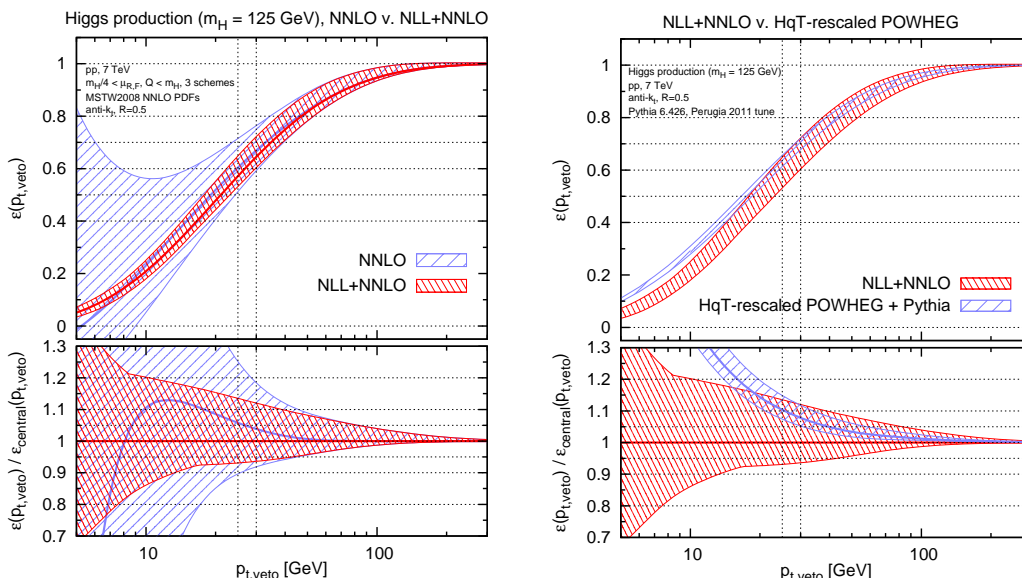 Higgs production (m_H = 125 GeV), NNLO v. NLL+NNLO
pp, 7 TeV
m_H/4 < μ_R,F, Q < m_H, 3 schemes
MSTW2008 NNLO PDFs
anti-k_t, R=0.5
ε(p_t,veto)
1
0.8
0.6
0.4
0.2
0
NNLO
NLL+NNLO
ε(p_t,veto) / ε_central(p_t,veto)
1.3
1.2
1.1
1
0.9
0.8
0.7
10
100
p_t,veto [GeV]
NLL+NNLO v. HqT-rescaled POWHEG
Higgs production (m_H = 125 GeV)
pp, 7 TeV
anti-k_t, R=0.5
Pythia 6.426, Perugia 2011 tune
ε(p_t,veto)
1
0.8
0.6
0.4
0.2
0
NLL+NNLO
HqT-rescaled POWHEG + Pythia
ε(p_t,veto) / ε_central(p_t,veto)
1.3
1.2
1.1
1
0.9
0.8
0.7
10
100
p_t,veto [GeV]